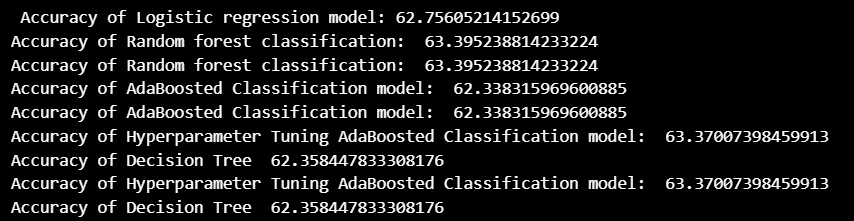 Accuracy of Logistic regression model: 62.75605214152699
Accuracy of Random forest classification:  63.395238814233224
Accuracy of Random forest classification:  63.395238814233224
Accuracy of AdaBoosted Classification model:  62.338315969600885
Accuracy of AdaBoosted Classification model:  62.338315969600885
Accuracy of Hyperparameter Tuning AdaBoosted Classification model:  63.37007398459913
Accuracy of Decision Tree  62.358447833308176
Accuracy of Hyperparameter Tuning AdaBoosted Classification model:  63.37007398459913
Accuracy of Decision Tree  62.358447833308176